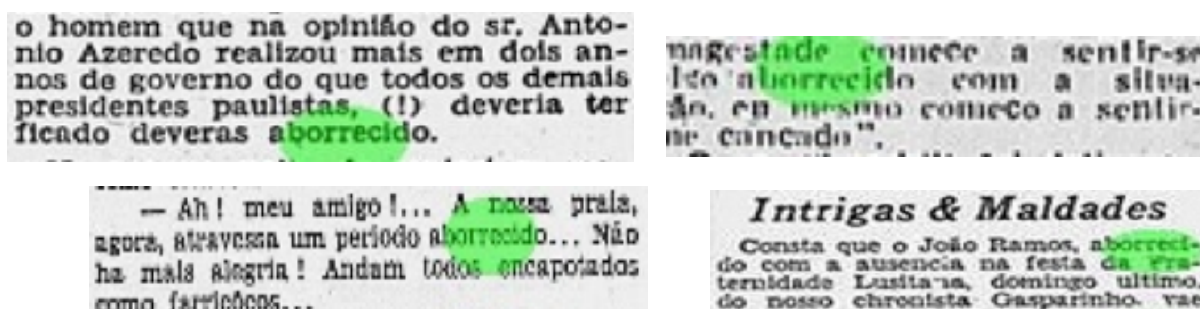 o homem que na opinião do sr. Anto-
nio Azeredo realizou mais em dois an-
nos de governo do que todos os demais
presidentes paulistas, (!) deveria ter
ficado deveras aborrecido.
magestade comece a sentir-se
aborrecido com a situa-
ão, eu mesmo começo a sentir-
me cançado".
— Ah! meu amigo!... A nossa praia,
agora, atravessa um periodo aborrecido... Não
ha mais alegria! Andam todos encapotados
como farricôcos...
Intrigas & Maldades
Consta que o João Ramos, aborreci-
do com a ausencia na festa da Fra-
ternidade Lusitana, domingo ultimo,
do nosso chronista Gasparinho, vae